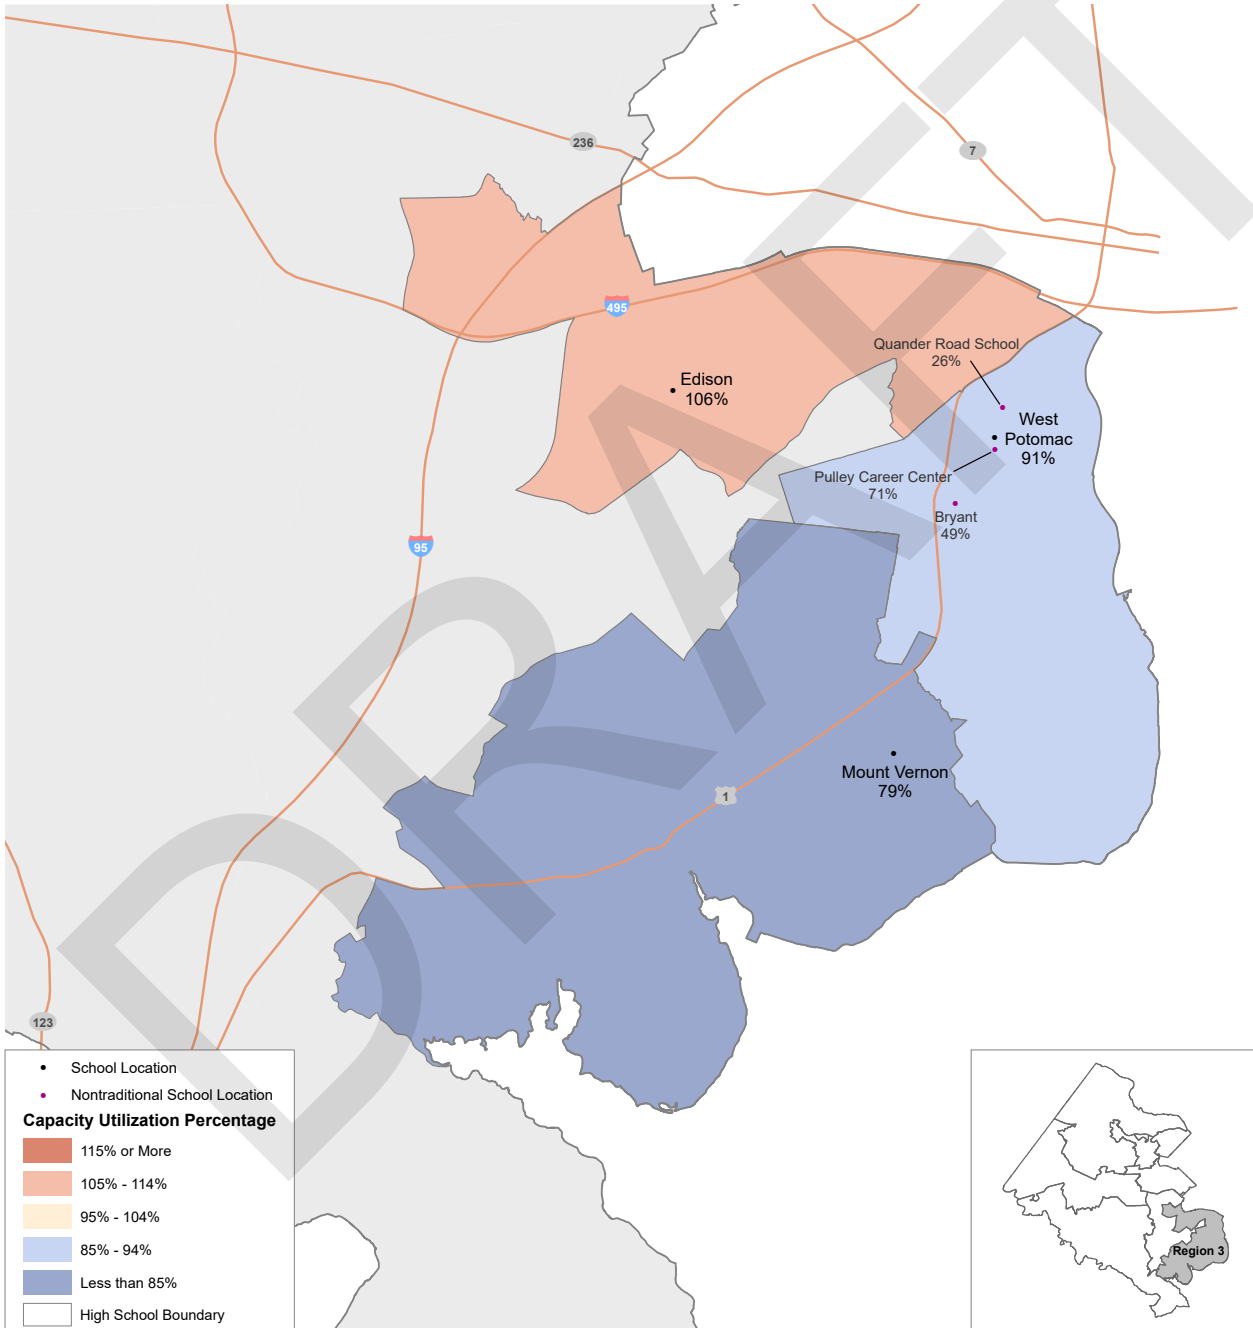 236
7
495
Quander Road School
26%
Edison
106%
West
Potomac
91%
Pulley Career Center
71%
Bryant
49%
95
Mount Vernon
79%
1
123
DRAFT
School Location
Nontraditional School Location
Capacity Utilization Percentage
115% or More
105% - 114%
95% - 104%
85% - 94%
Less than 85%
High School Boundary
Region 3